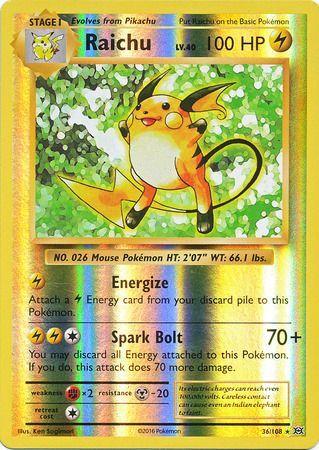 STAGE 1 Evolves from Pikachu Put Raichu on the Basic Pokémon
Raichu LV.40 100 HP
NO. 026 Mouse Pokémon HT: 2'07" WT: 66.1 lbs.
Energize
Attach a Energy card from your discard pile to this
Pokémon.
Spark Bolt 70+
You may discard all Energy attached to this Pokémon.
If you do, this attack does 70 more damage.
weakness ×2 resistance -20
retreat
cost
Its electric charges can reach even
100,000 volts. Careless contact can
cause even an Indian elephant
to faint.
Illus. Ken Sugimori ©2016 Pokémon 36/108 ★